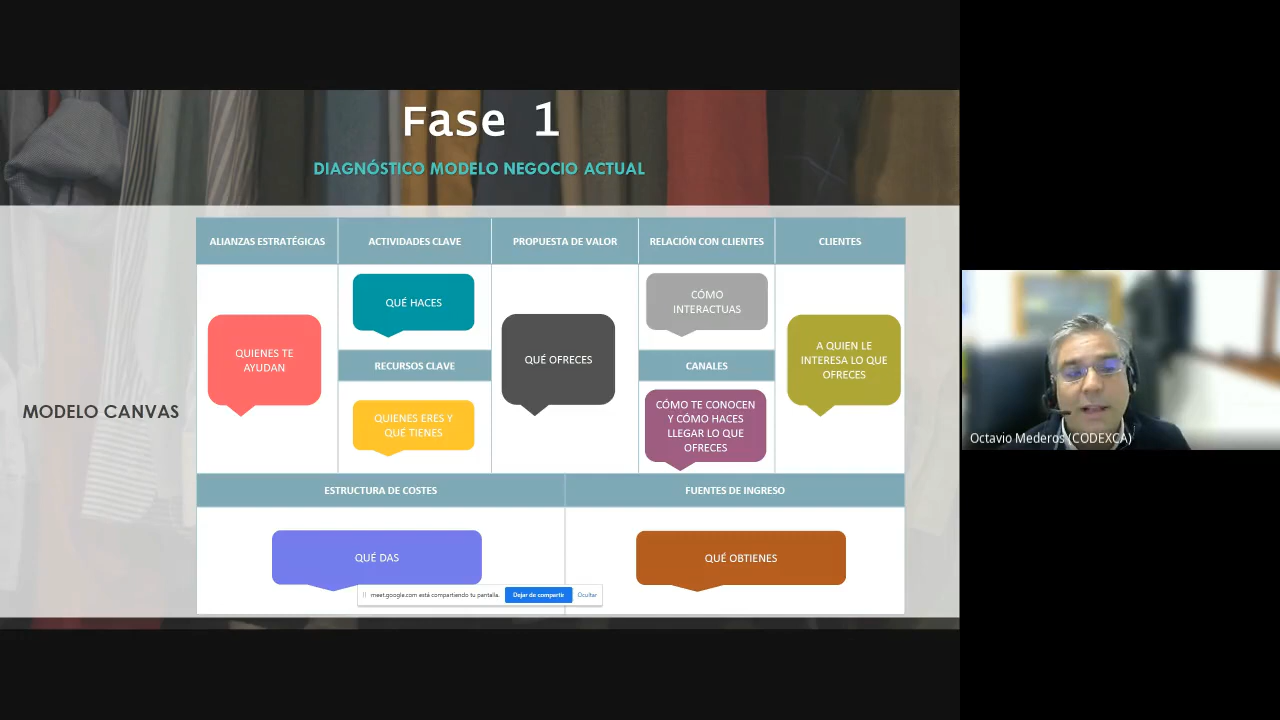 Fase 1
DIAGNÓSTICO MODELO NEGOCIO ACTUAL
MODELO CANVAS
ALIANZAS ESTRATÉGICAS
ACTIVIDADES CLAVE
PROPUESTA DE VALOR
RELACIÓN CON CLIENTES
CLIENTES
QUIENES TE
AYUDAN
QUÉ HACES
RECURSOS CLAVE
QUIENES ERES Y
QUÉ TIENES
QUÉ OFRECES
CÓMO
INTERACTUAS
CANALES
CÓMO TE CONOCEN
Y CÓMO HACES
LLEGAR LO QUE
OFRECES
A QUIEN LE
INTERESA LO QUE
OFRECES
ESTRUCTURA DE COSTES
FUENTES DE INGRESO
QUÉ DAS
QUÉ OBTIENES
meet.google.com está compartiendo tu pantalla.
Dejar de compartir
Ocultar
Octavio Mederos (CODEXCA)